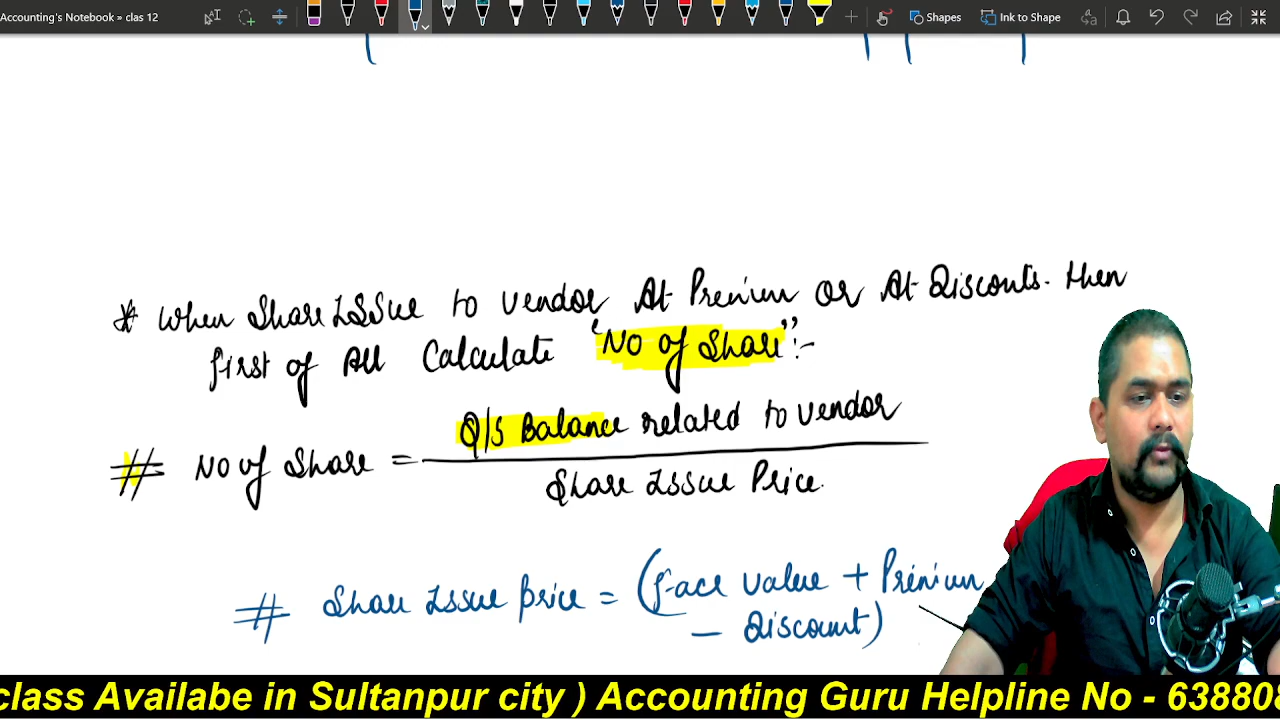 Accounting's Notebook » clas 12
Shapes
Ink to Shape
* When Share Issue to vendor At Premium or At Disconts. then
first of All Calculate "No of Share" :-
# No of Share = Q/S Balance related to vendor
Share Issue Price.
# Share Issue price = (face value + Premium
- Discount)
class Availabe in Sultanpur city ) Accounting Guru Helpline No - 63880